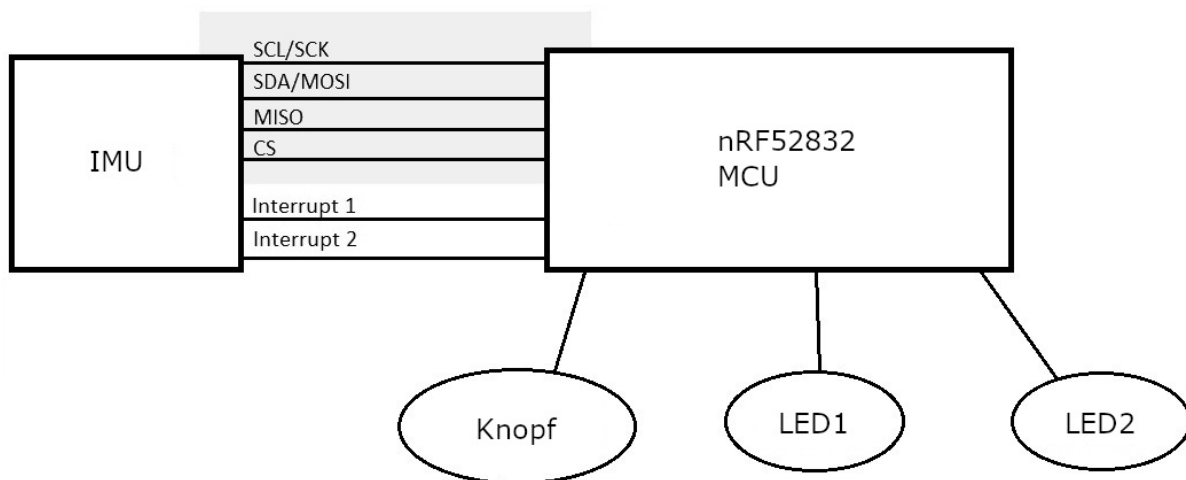 SCL/SCK
SDA/MOSI
MISO
CS
Interrupt 1
Interrupt 2
IMU
nRF52832
MCU
Knopf
LED1
LED2